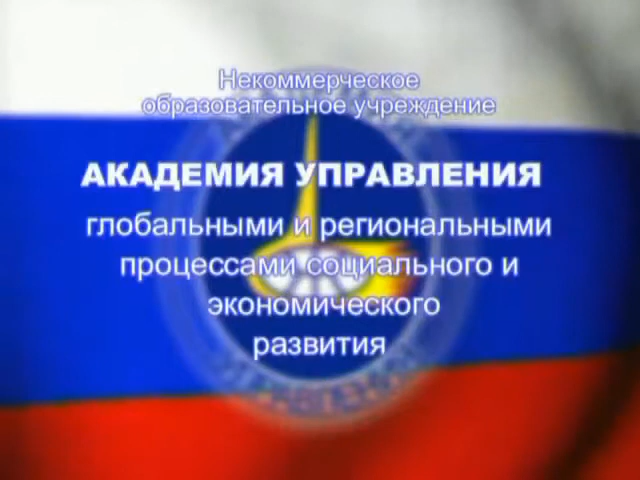 Некоммерческое
образовательное учреждение
АКАДЕМИЯ УПРАВЛЕНИЯ
глобальными и региональными
процессами социального и
экономического
развития